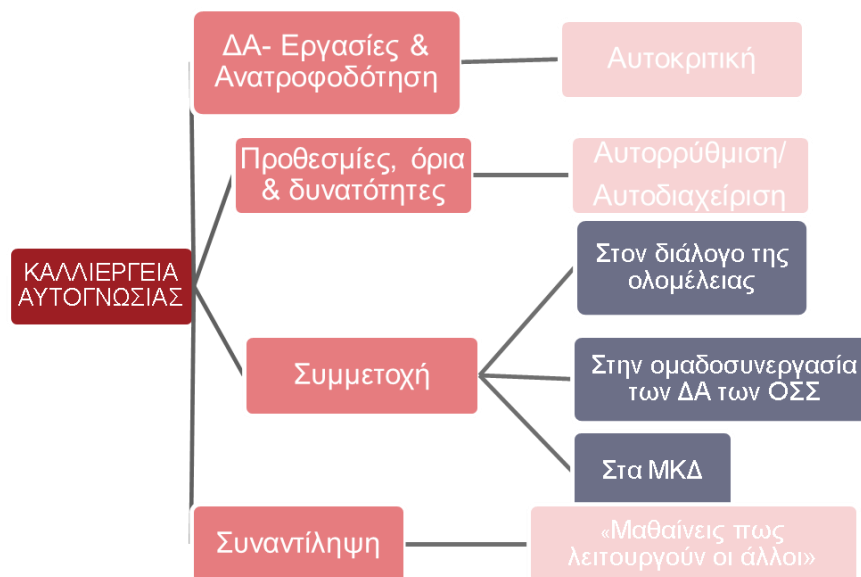 ΔΑ- Εργασίες &
Ανατροφοδότηση
Αυτοκριτική
Προθεσμίες, όρια
& δυνατότητες
Αυτορρύθμιση/
Αυτοδιαχείριση
ΚΑΛΛΙΕΡΓΕΙΑ
ΑΥΤΟΓΝΩΣΙΑΣ
Στον διάλογο της
ολομέλειας
Συμμετοχή
Στην ομαδοσυνεργασία
των ΔΑ των ΟΣΣ
Στα ΜΚΔ
Συναντίληψη
«Μαθαίνεις πως
λειτουργούν οι άλλοι»